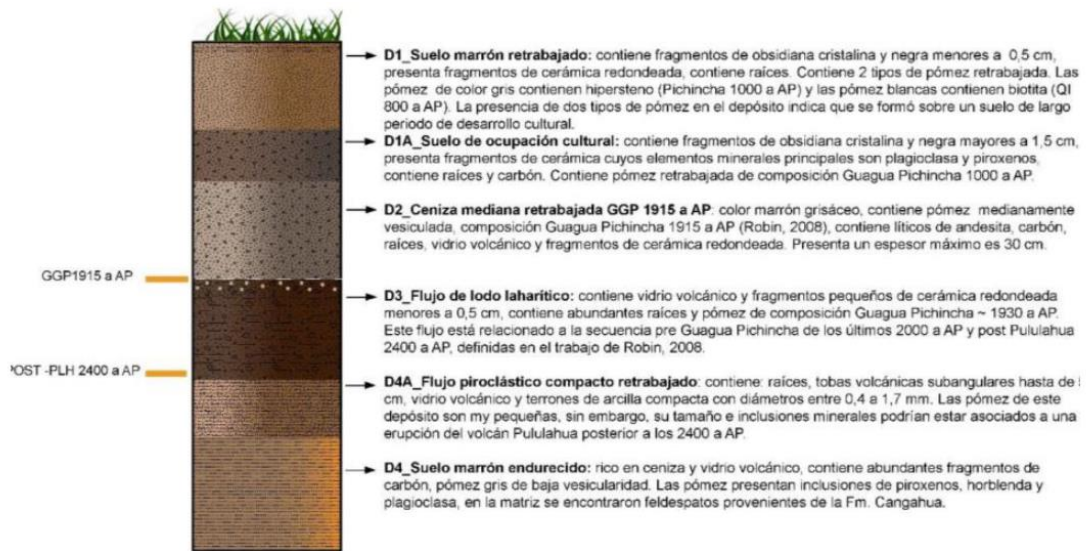 D1_Suelo marrón retrabajado: contiene fragmentos de obsidiana cristalina y negra menores a 0,5 cm,
presenta fragmentos de cerámica redondeada, contiene raíces. Contiene 2 tipos de pómez retrabajada. Las
pómez de color gris contienen hipersteno (Pichincha 1000 a AP) y las pómez blancas contienen biotita (QI
800 a AP). La presencia de dos tipos de pómez en el depósito indica que se formó sobre un suelo de largo
periodo de desarrollo cultural.
D1A_Suelo de ocupación cultural: contiene fragmentos de obsidiana cristalina y negra mayores a 1,5 cm,
presenta fragmentos de cerámica cuyos elementos minerales principales son plagioclasa y piroxenos,
contiene raíces y carbón. Contiene pómez retrabajada de composición Guagua Pichincha 1000 a AP.
D2_Ceniza mediana retrabajada GGP 1915 a AP: color marrón grisáceo, contiene pómez medianamente
vesiculada, composición Guagua Pichincha 1915 a AP (Robin, 2008), contiene líticos de andesita, carbón,
raíces, vidrio volcánico y fragmentos de cerámica redondeada. Presenta un espesor máximo es 30 cm.
GGP1915 a AP
D3_Flujo de lodo laharítico: contiene vidrio volcánico y fragmentos pequeños de cerámica redondeada
menores a 0,5 cm, contiene abundantes raíces y pómez de composición Guagua Pichincha ~ 1930 a AP.
Este flujo está relacionado a la secuencia pre Guagua Pichincha de los últimos 2000 a AP y post Pululahua
2400 a AP, definidas en el trabajo de Robin, 2008.
POST -PLH 2400 a AP
D4A_Flujo piroclástico compacto retrabajado: contiene: raíces, tobas volcánicas subangulares hasta de
cm, vidrio volcánico y terrones de arcilla compacta con diámetros entre 0,4 a 1,7 mm. Las pómez de este
depósito son my pequeñas, sin embargo, su tamaño e inclusiones minerales podrían estar asociados a una
erupción del volcán Pululahua posterior a los 2400 a AP.
D4_Suelo marrón endurecido: rico en ceniza y vidrio volcánico, contiene abundantes fragmentos de
carbón, pómez gris de baja vesicularidad. Las pómez presentan inclusiones de piroxenos, horblenda y
plagioclasa, en la matriz se encontraron feldespatos provenientes de la Fm. Cangahua.